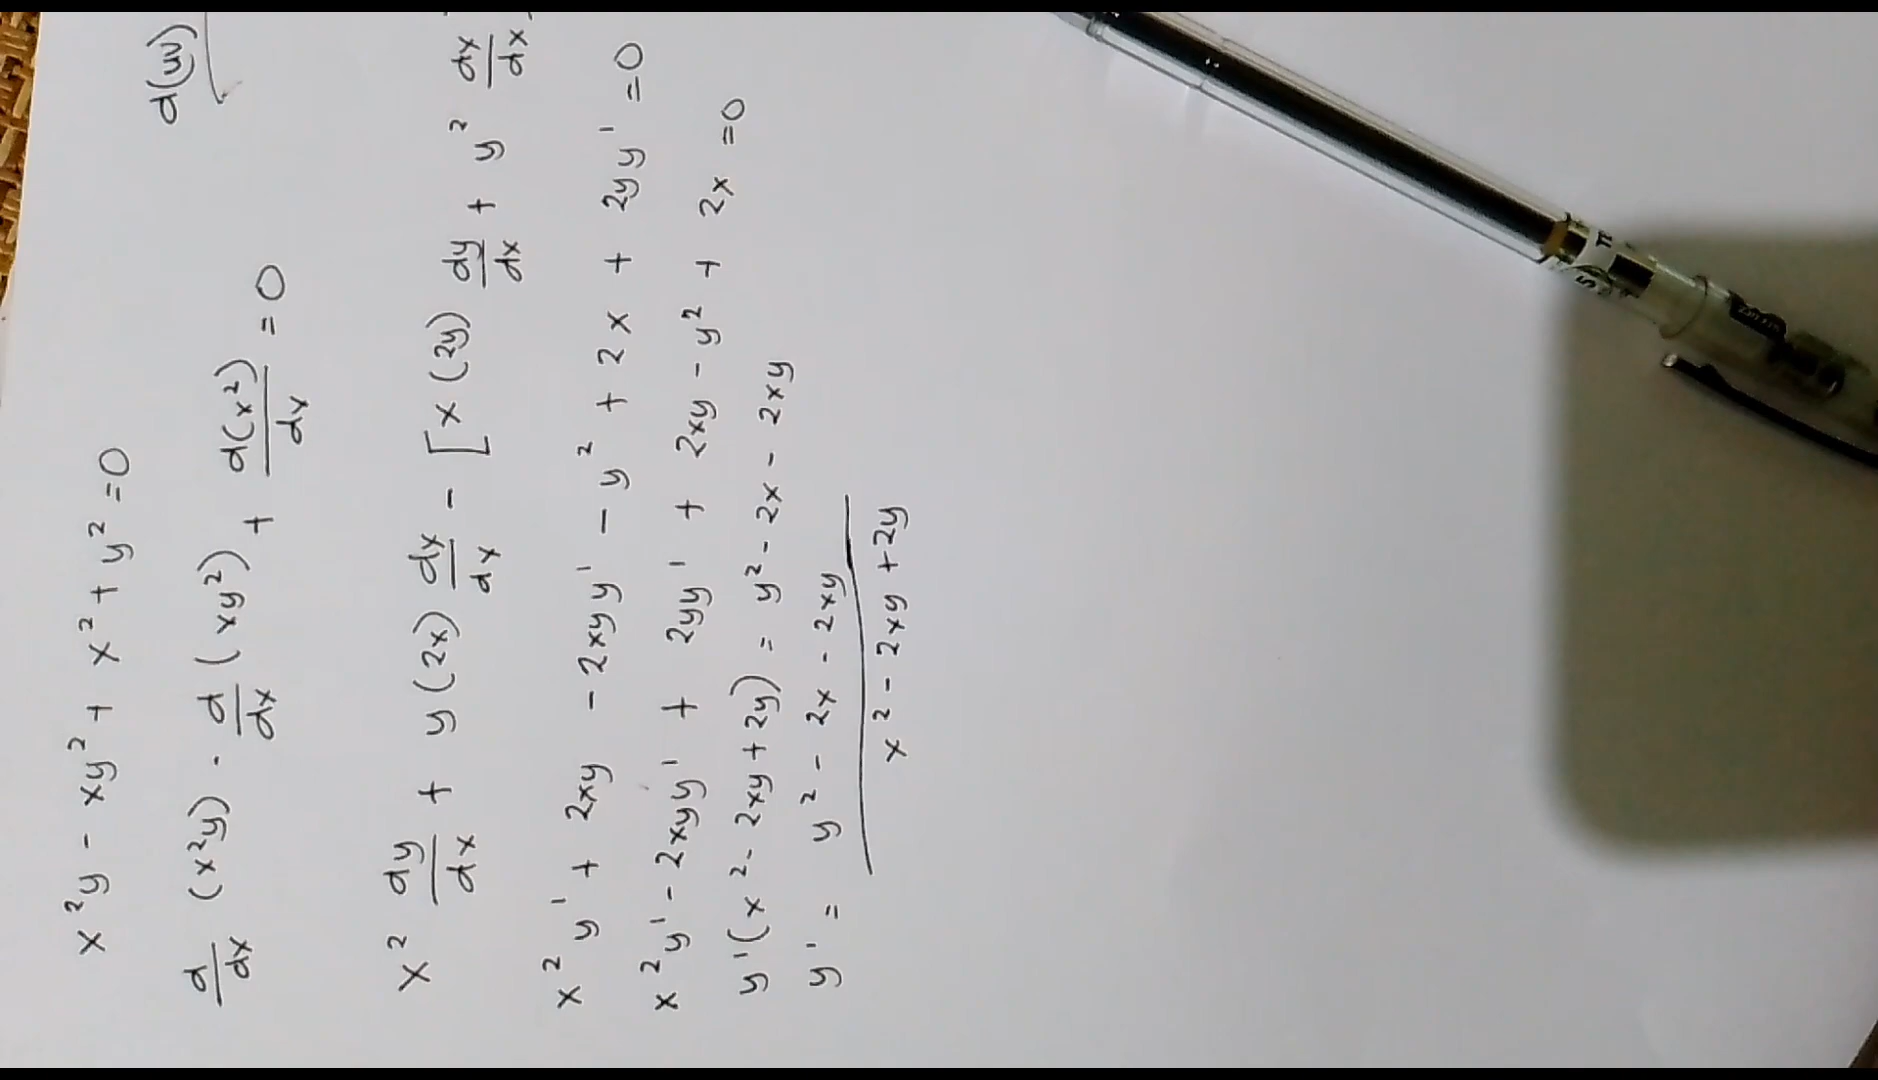 x²y - xy² + x² + y² = 0
d(uv)
d/dx (x²y) - d/dx (xy²) + d(x²)/dx = 0
x² dy/dx + y(2x) dx/dx - [x(2y) dy/dx + y² dx/dx
x²y' + 2xy - 2xyy' - y² + 2x + 2yy' = 0
x²y' - 2xyy' + 2yy' + 2xy - y² + 2x = 0
y'(x² - 2xy + 2y) = y² - 2x - 2xy
y' = y² - 2x - 2xy
x² - 2xy + 2y